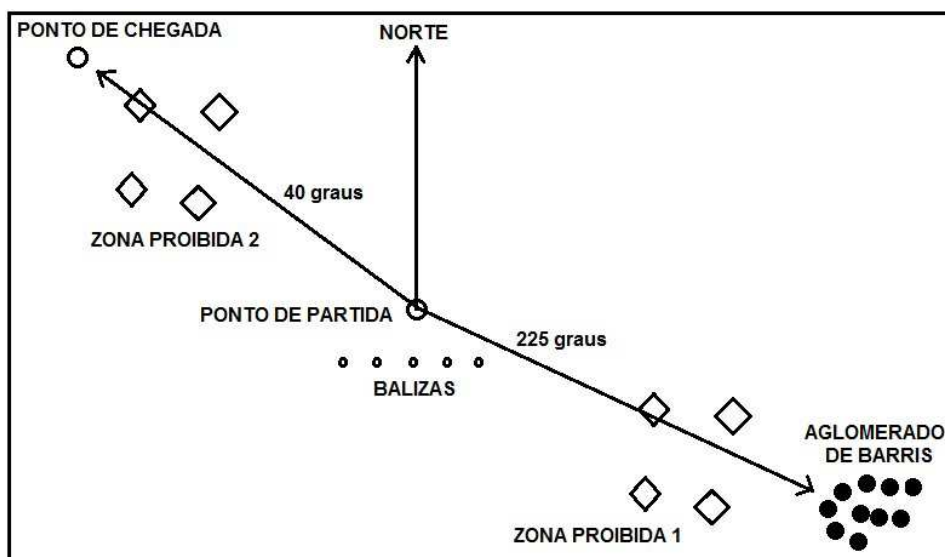 PONTO DE CHEGADA
NORTE
40 graus
ZONA PROIBIDA 2
PONTO DE PARTIDA
225 graus
BALIZAS
AGLOMERADO
DE BARRIS
ZONA PROIBIDA 1